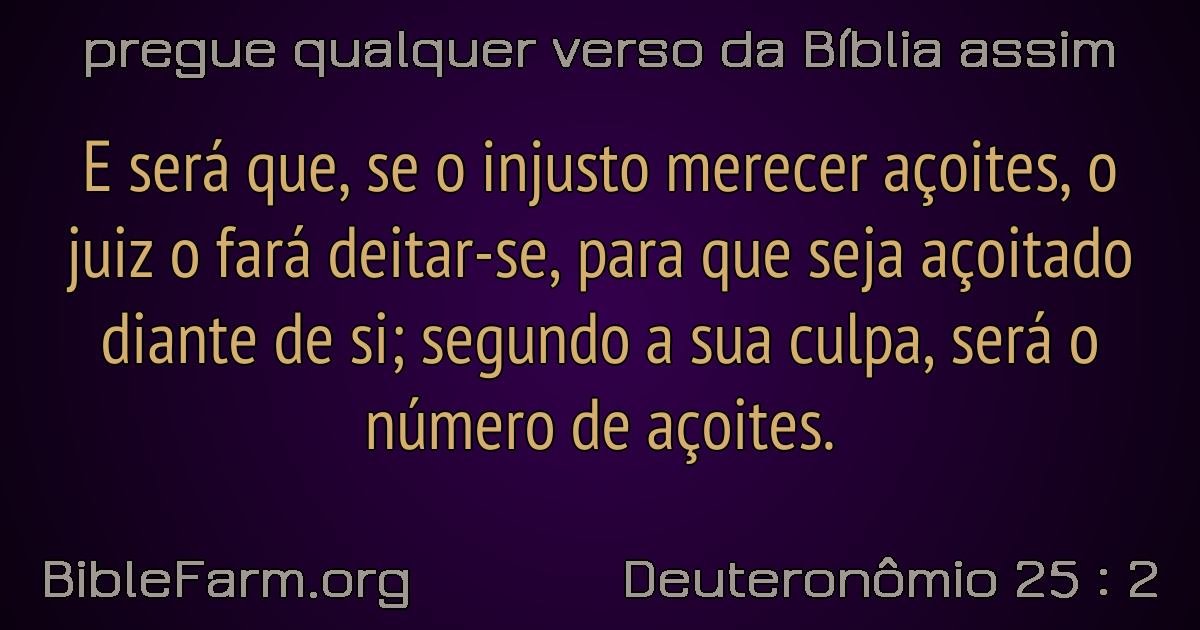 pregue qualquer verso da Bíblia assim
E será que, se o injusto merecer açoites, o
juiz o fará deitar-se, para que seja açoitado
diante de si; segundo a sua culpa, será o
número de açoites.
BibleFarm.org
Deuteronômio 25 : 2